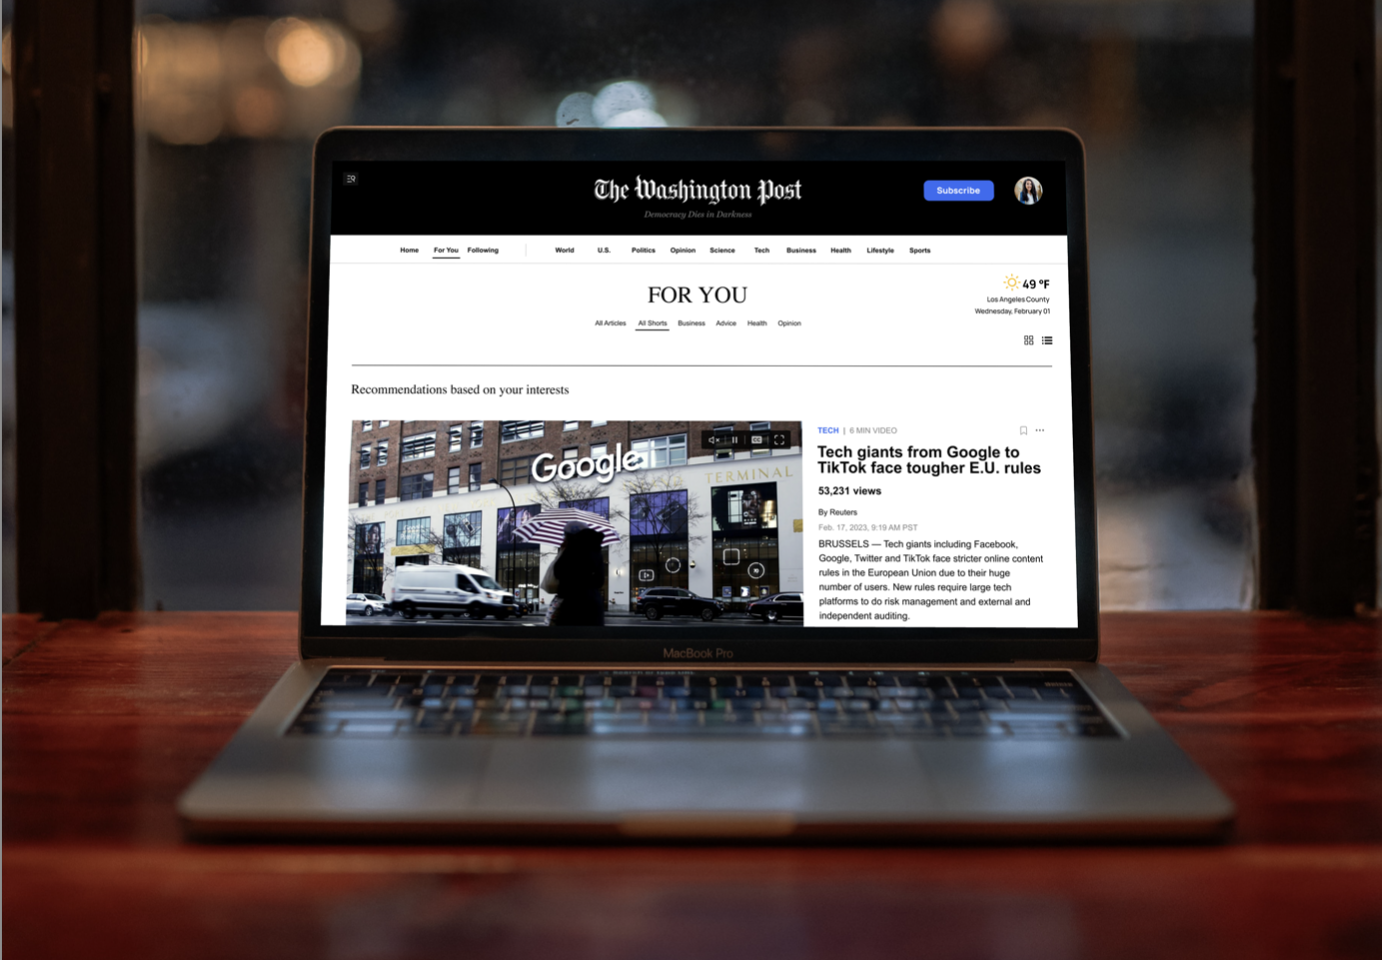 The Washington Post
Subscribe
Democracy Dies in Darkness
Home For You Following World U.S. Politics Opinion Science Tech Business Health Lifestyle Sports
FOR YOU
49 °F
Los Angeles County
Wednesday, February 01
All Articles All Shorts Business Advice Health Opinion
Recommendations based on your interests
Google
TERMINAL
CC
TECH | 6 MIN VIDEO
Tech giants from Google to
TikTok face tougher E.U. rules
53,231 views
By Reuters
Feb. 17, 2023, 9:19 AM PST
BRUSSELS — Tech giants including Facebook,
Google, Twitter and TikTok face stricter online content
rules in the European Union due to their huge
number of users. New rules require large tech
platforms to do risk management and external and
independent auditing.
MacBook Pro